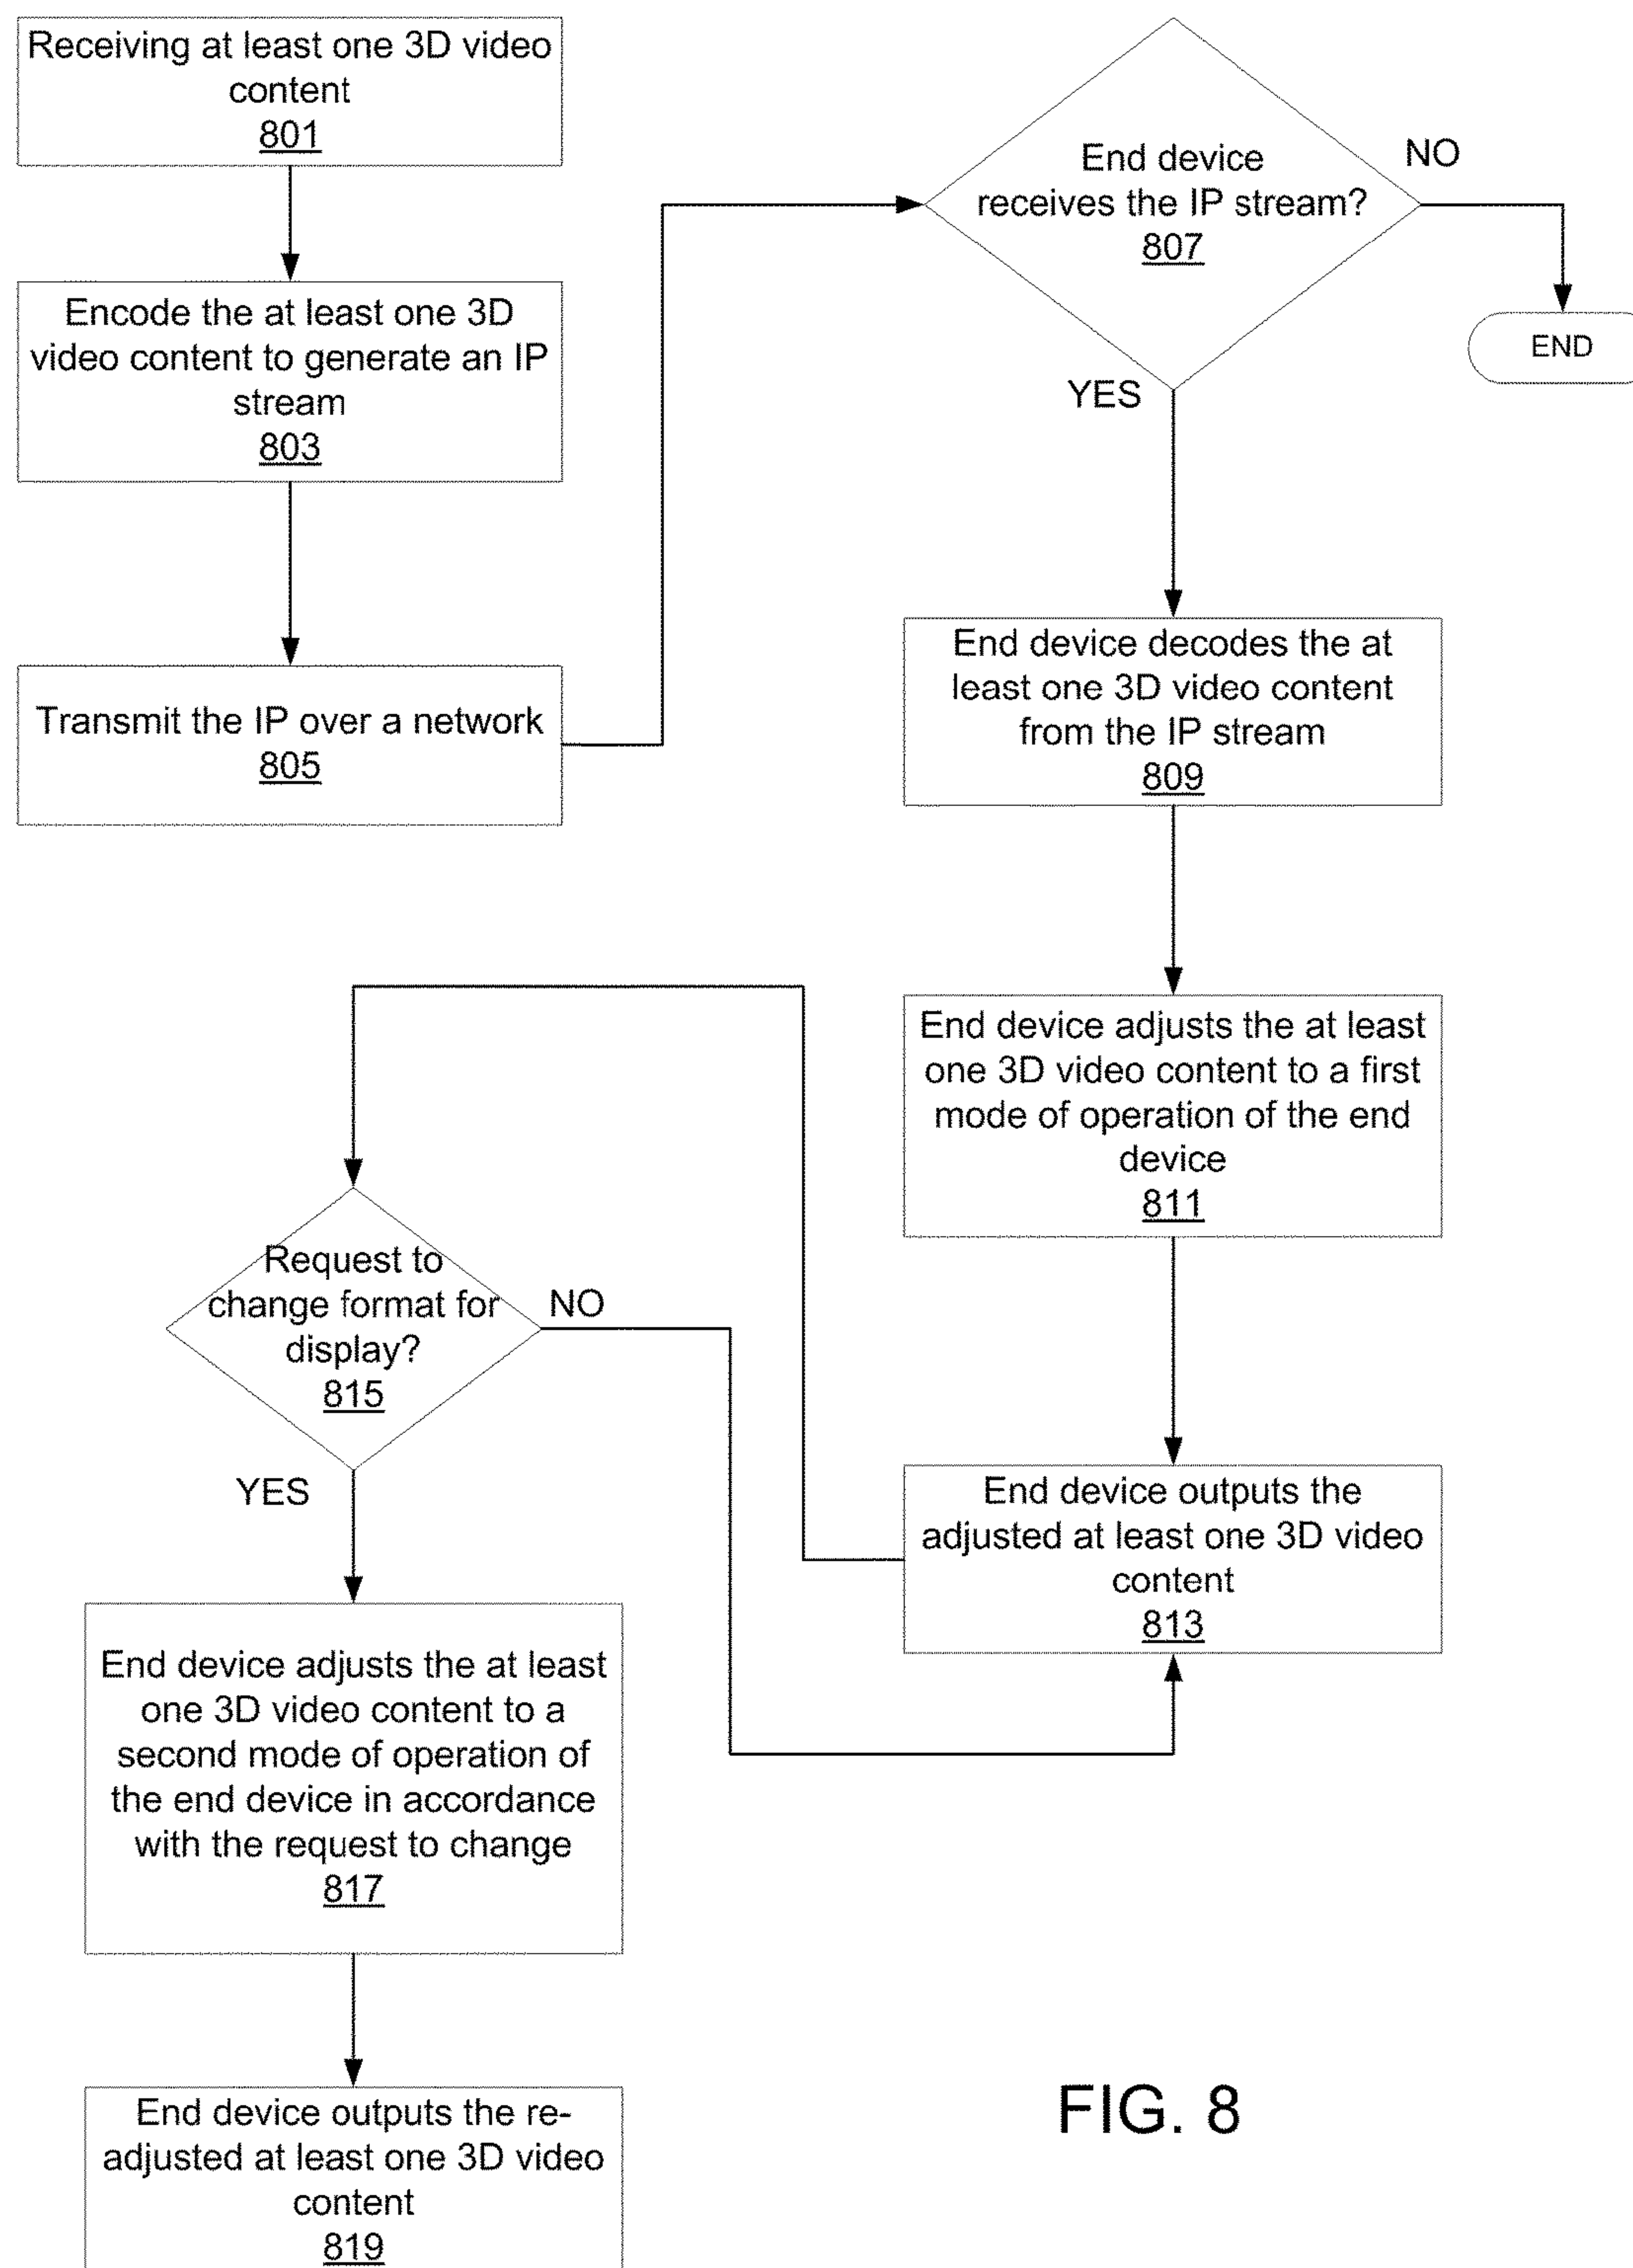 Receiving at least one 3D video
content
801
Encode the at least one 3D
video content to generate an IP
stream
803
Transmit the IP over a network
805
End device
receives the IP stream?
807
NO
END
YES
End device decodes the at
least one 3D video content
from the IP stream
809
End device adjusts the at least
one 3D video content to a first
mode of operation of the end
device
811
End device outputs the
adjusted at least one 3D video
content
813
Request to
change format for
display?
815
NO
YES
End device adjusts the at least
one 3D video content to a
second mode of operation of
the end device in accordance
with the request to change
817
End device outputs the re-
adjusted at least one 3D video
content
819
FIG. 8